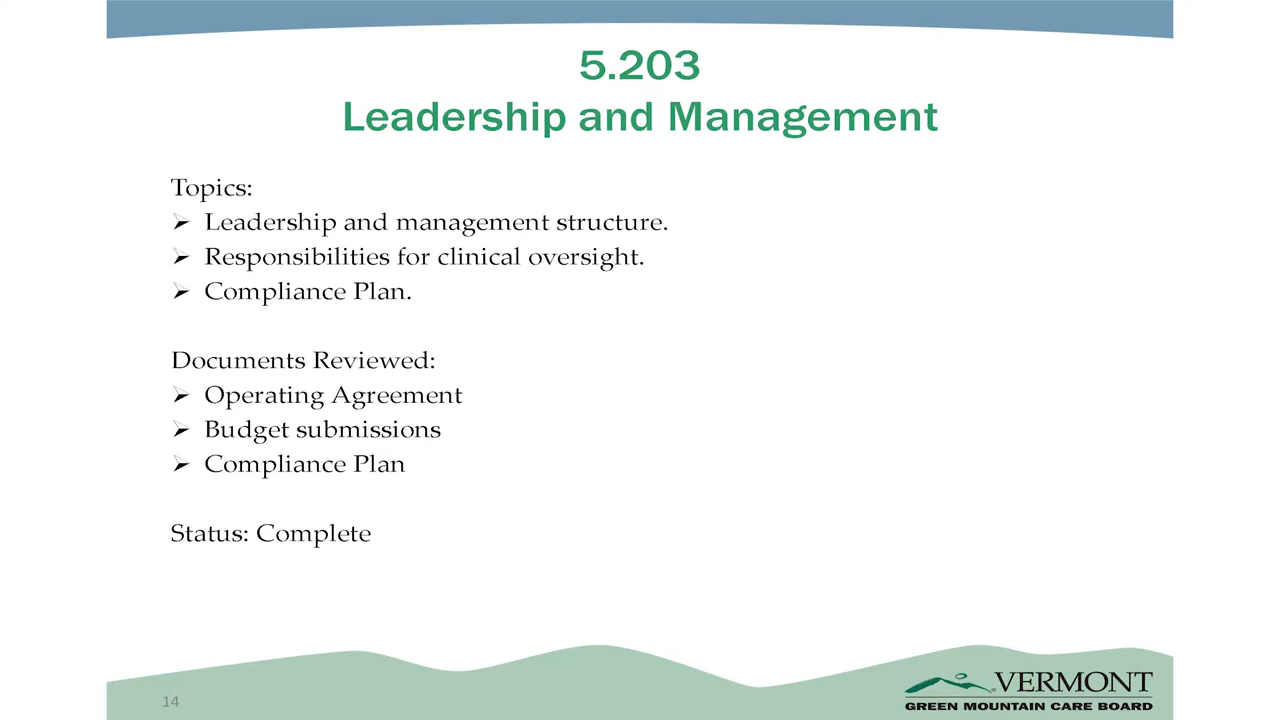 5.203
Leadership and Management
Topics:
➢ Leadership and management structure.
➢ Responsibilities for clinical oversight.
➢ Compliance Plan.
Documents Reviewed:
➢ Operating Agreement
➢ Budget submissions
➢ Compliance Plan
Status: Complete
14
VERMONT
GREEN MOUNTAIN CARE BOARD